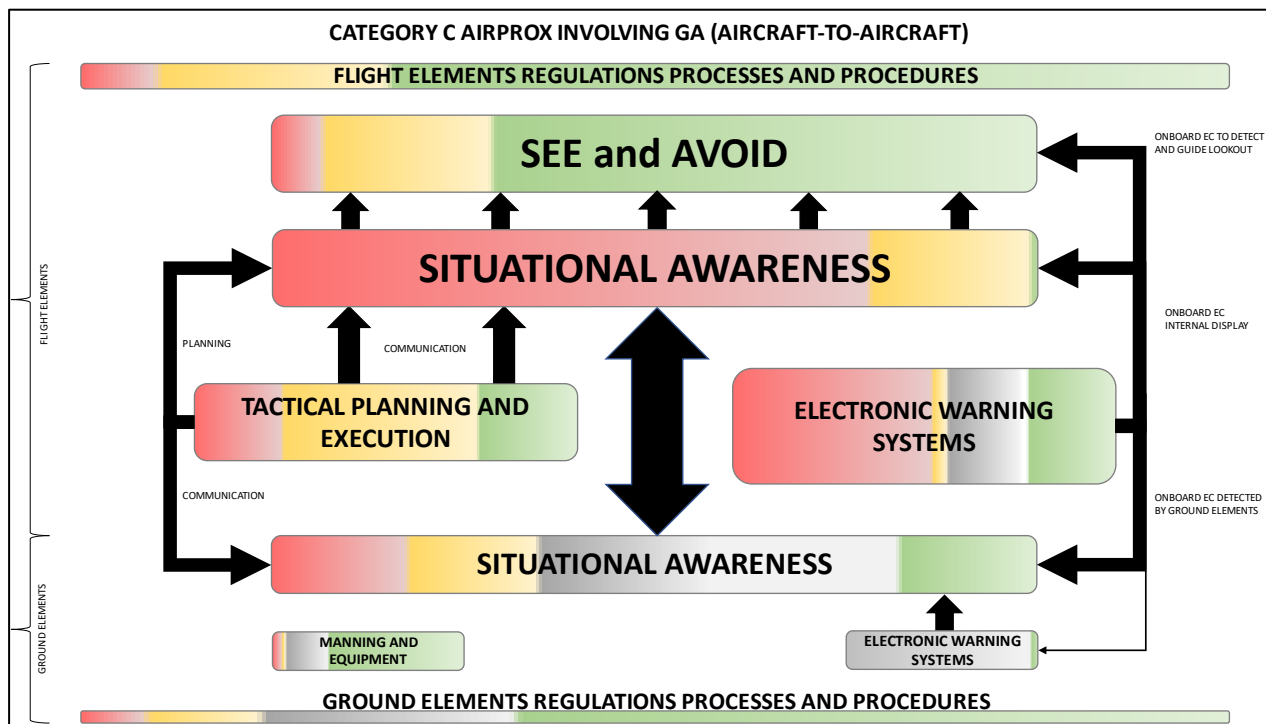 CATEGORY C AIRPROX INVOLVING GA (AIRCRAFT-TO-AIRCRAFT)
FLIGHT ELEMENTS REGULATIONS PROCESSES AND PROCEDURES
SEE and AVOID
ONBOARD EC TO DETECT
AND GUIDE LOOKOUT
SITUATIONAL AWARENESS
FLIGHT ELEMENTS
PLANNING
COMMUNICATION
ONBOARD EC
INTERNAL DISPLAY
TACTICAL PLANNING AND
EXECUTION
ELECTRONIC WARNING
SYSTEMS
COMMUNICATION
ONBOARD EC DETECTED
BY GROUND ELEMENTS
SITUATIONAL AWARENESS
GROUND ELEMENTS
MANNING AND
EQUIPMENT
ELECTRONIC WARNING
SYSTEMS
GROUND ELEMENTS REGULATIONS PROCESSES AND PROCEDURES